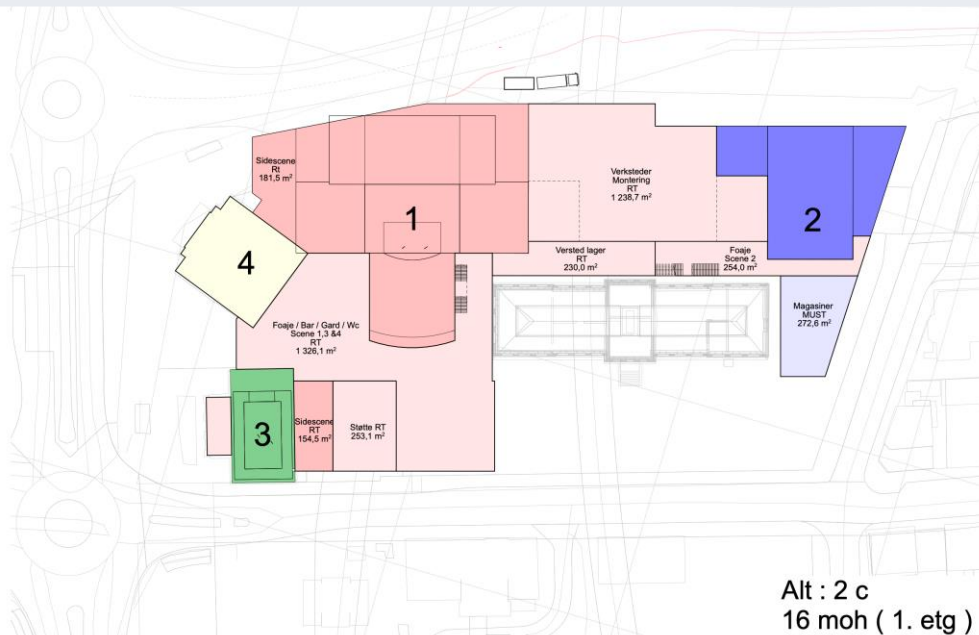 Sidescene
Rt
181,5 m²
1
Verksteder
Montering
RT
1 238,7 m²
2
4
Versted lager
RT
230,0 m²
Foaje
Scene 2
254,0 m²
Magasiner
MUST
272,6 m²
Foaje / Bar / Gard / Wc
Scene 1,3 &4
RT
1 326,1 m²
3
Sidescene
RT
154,5 m²
Støtte RT
253,1 m²
Alt : 2 c
16 moh ( 1. etg )